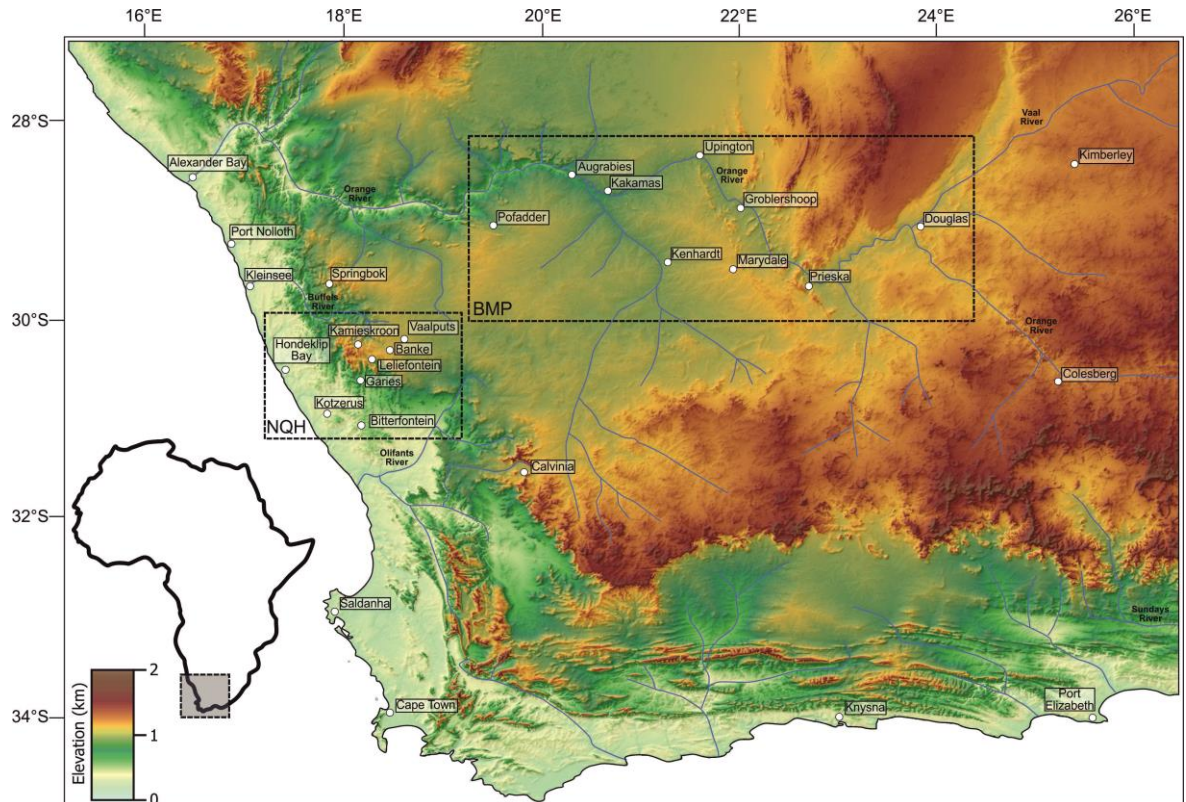 16°E
18°E
20°E
22°E
24°E
26°E
28°S
30°S
32°S
34°S
Vaal
River
Upington
Kimberley
Alexander Bay
Augrabies
Orange
River
Kakamas
Orange
River
Groblershoop
Pofadder
Douglas
Port Nolloth
Kenhardt
Marydale
Kleinsee
Springbok
Prieska
Buffels
River
BMP
Kamieskroon
Vaalputs
Orange
River
Hondeklip
Bay
Banke
Leliefontein
Garies
Colesberg
Kotzerus
Bitterfontein
NQH
Olifants
River
Calvinia
Saldanha
Sundays
River
Elevation (km)
2
1
0
Cape Town
Knysna
Port
Elizabeth